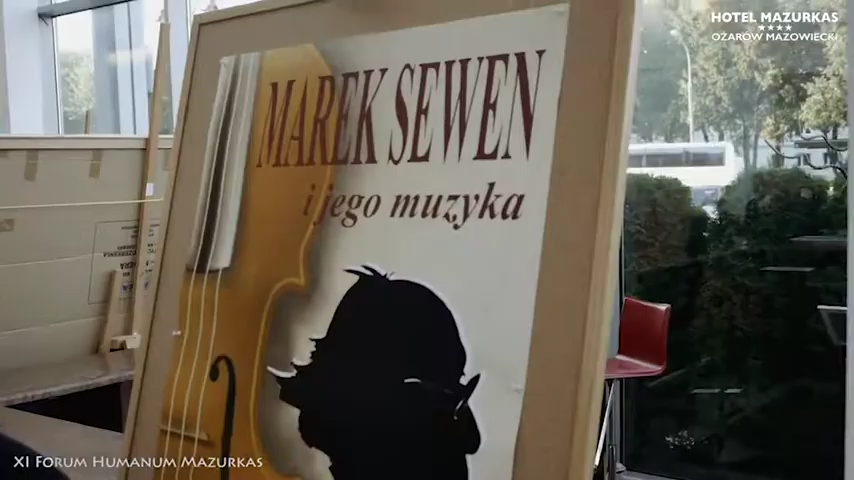 HOTEL MAZURKAS
★★★★
OŻARÓW MAZOWIECKI
MAREK SEWEN
i jego muzyka
XI FORUM HUMANUM MAZURKAS